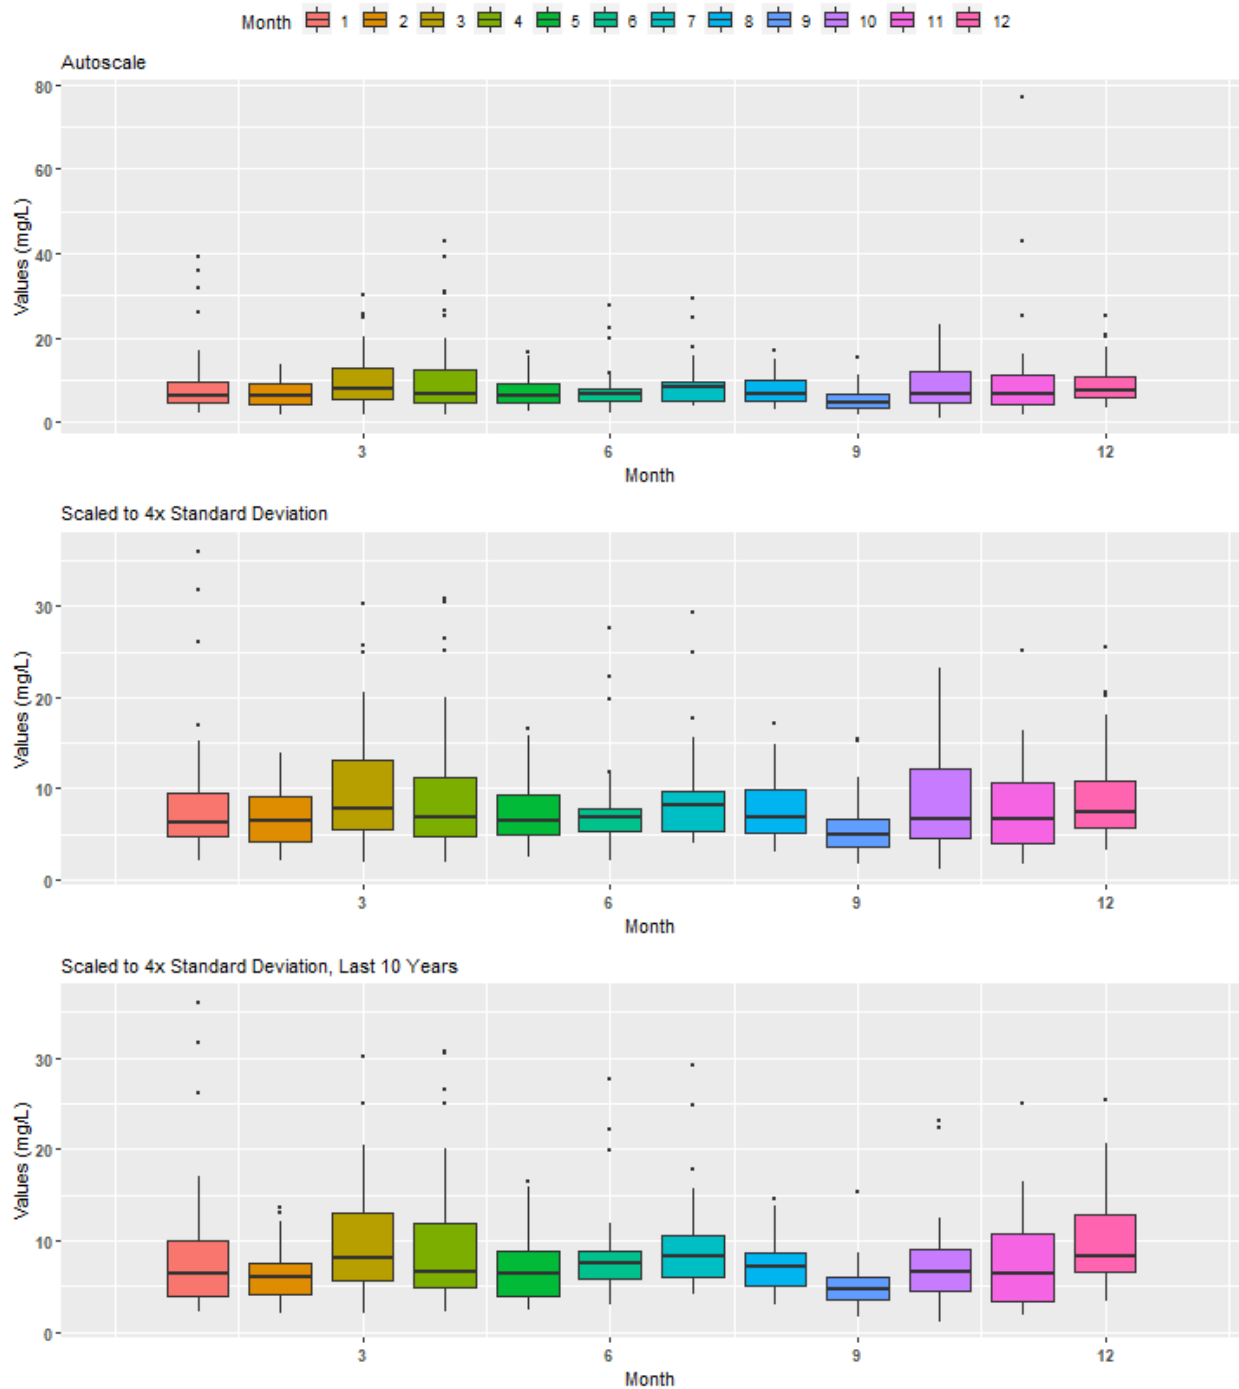 Month 1 2 3 4 5 6 7 8 9 10 11 12
Autoscale
80
60
40
20
0
Values (mg/L)
3 6 9 12
Month
Scaled to 4x Standard Deviation
30
20
10
0
Values (mg/L)
3 6 9 12
Month
Scaled to 4x Standard Deviation, Last 10 Years
30
20
10
0
Values (mg/L)
3 6 9 12
Month